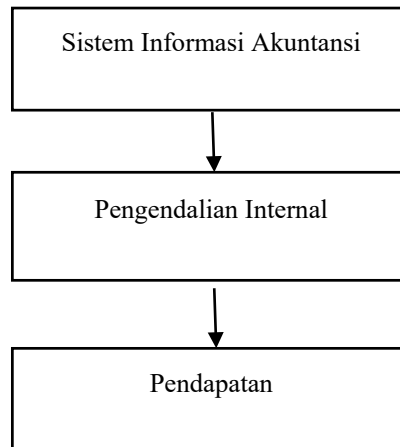 Sistem Informasi Akuntansi
Pengendalian Internal
Pendapatan